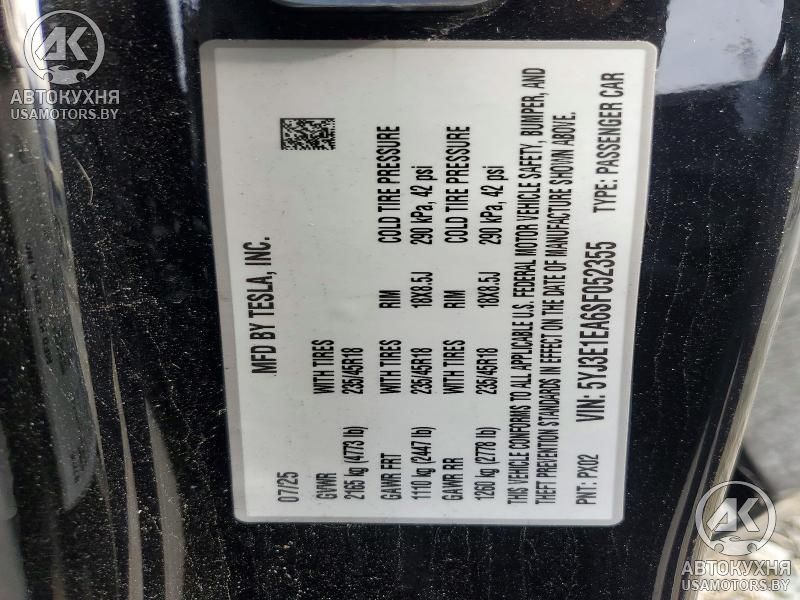 AK
АВТОКУХНЯ
USAMOTORS.BY
MFD BY TESLA, INC.
07/25
GVWR WITH TIRES
2165 kg (4773 lb) 235/45R18
GAWR FRT WITH TIRES RIM COLD TIRE PRESSURE
1110 kg (2447 lb) 235/45R18 18X8.5J 290 kPa, 42 psi
GAWR RR WITH TIRES RIM COLD TIRE PRESSURE
1260 kg (2778 lb) 235/45R18 18X8.5J 290 kPa, 42 psi
THIS VEHICLE CONFORMS TO ALL APPLICABLE U.S. FEDERAL MOTOR VEHICLE SAFETY, BUMPER, AND
THEFT PREVENTION STANDARDS IN EFFECT ON THE DATE OF MANUFACTURE SHOWN ABOVE.
PNT: PX02 VIN: 5YJ3E1EA6SF052355 TYPE: PASSENGER CAR
AK
АВТОКУХНЯ
USAMOTORS.BY